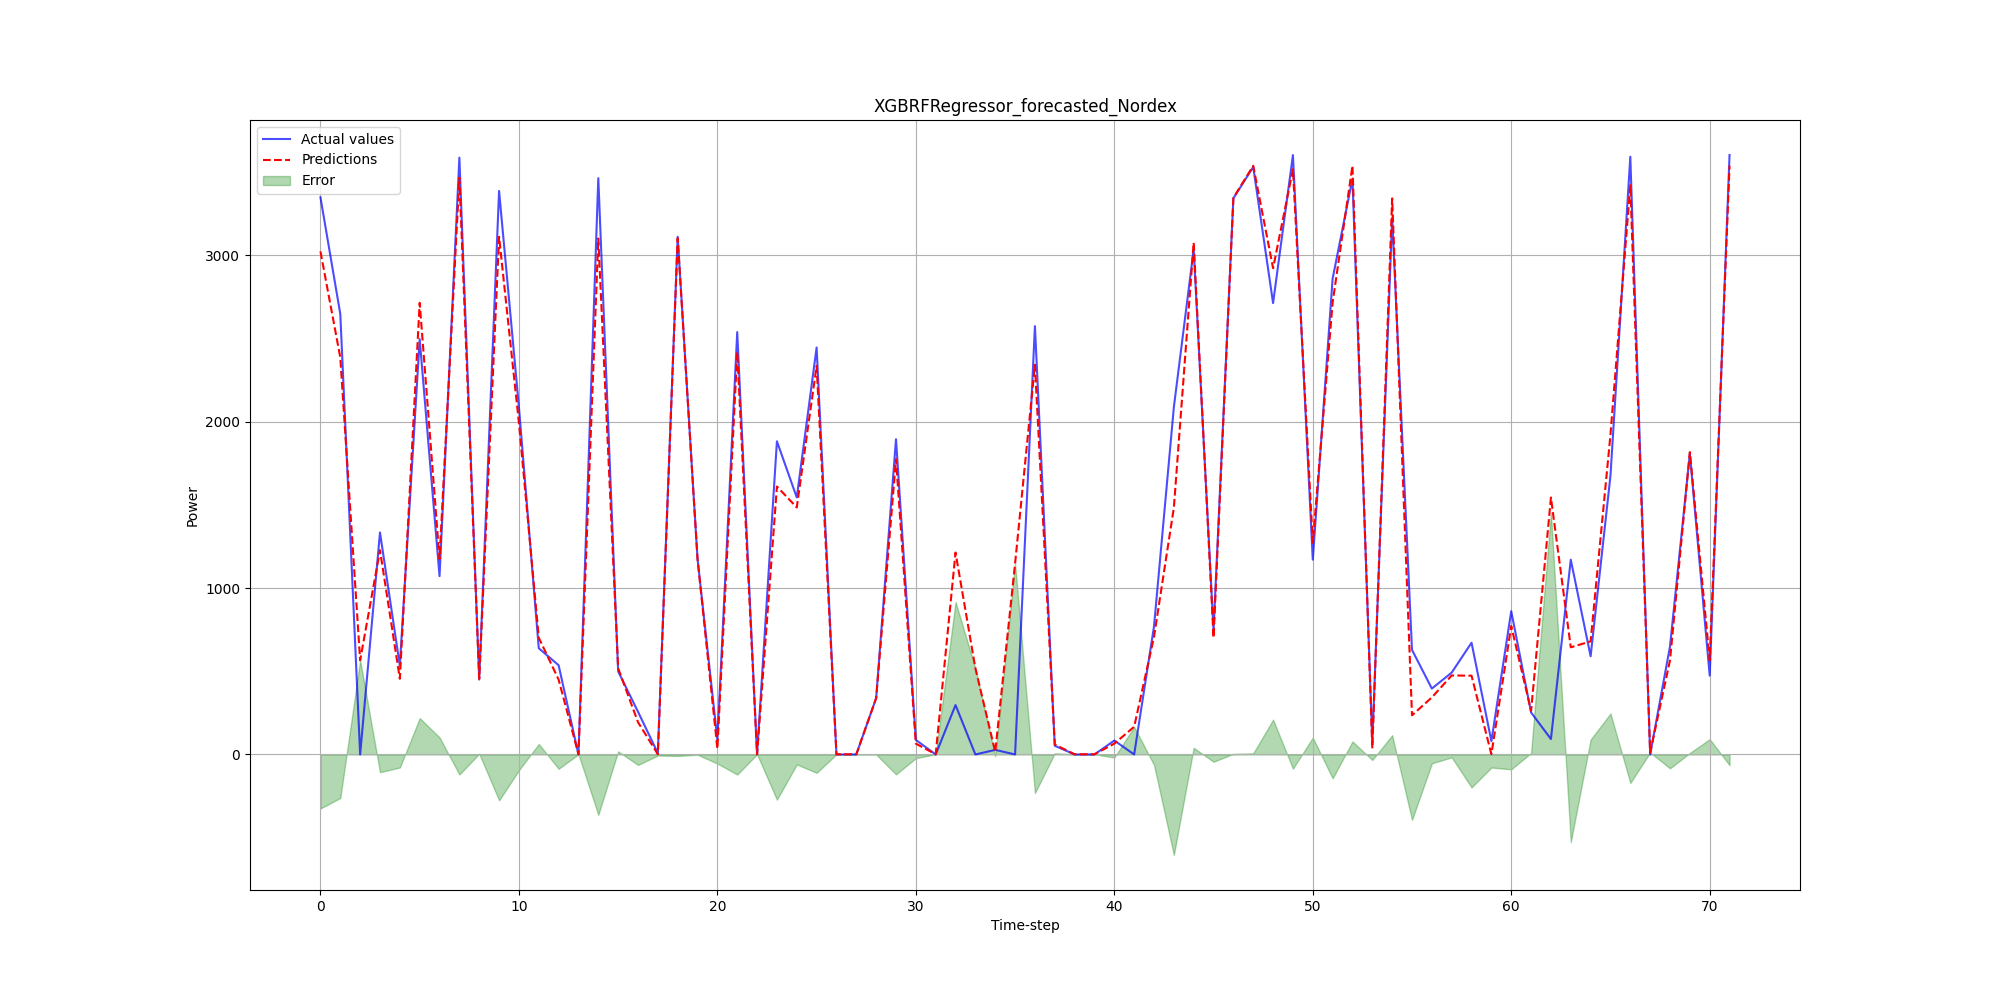 XGBRFRegressor_forecasted_Nordex
Actual values
Predictions
Error
3000
2000
1000
0
Power
0 10 20 30 40 50 60 70
Time-step